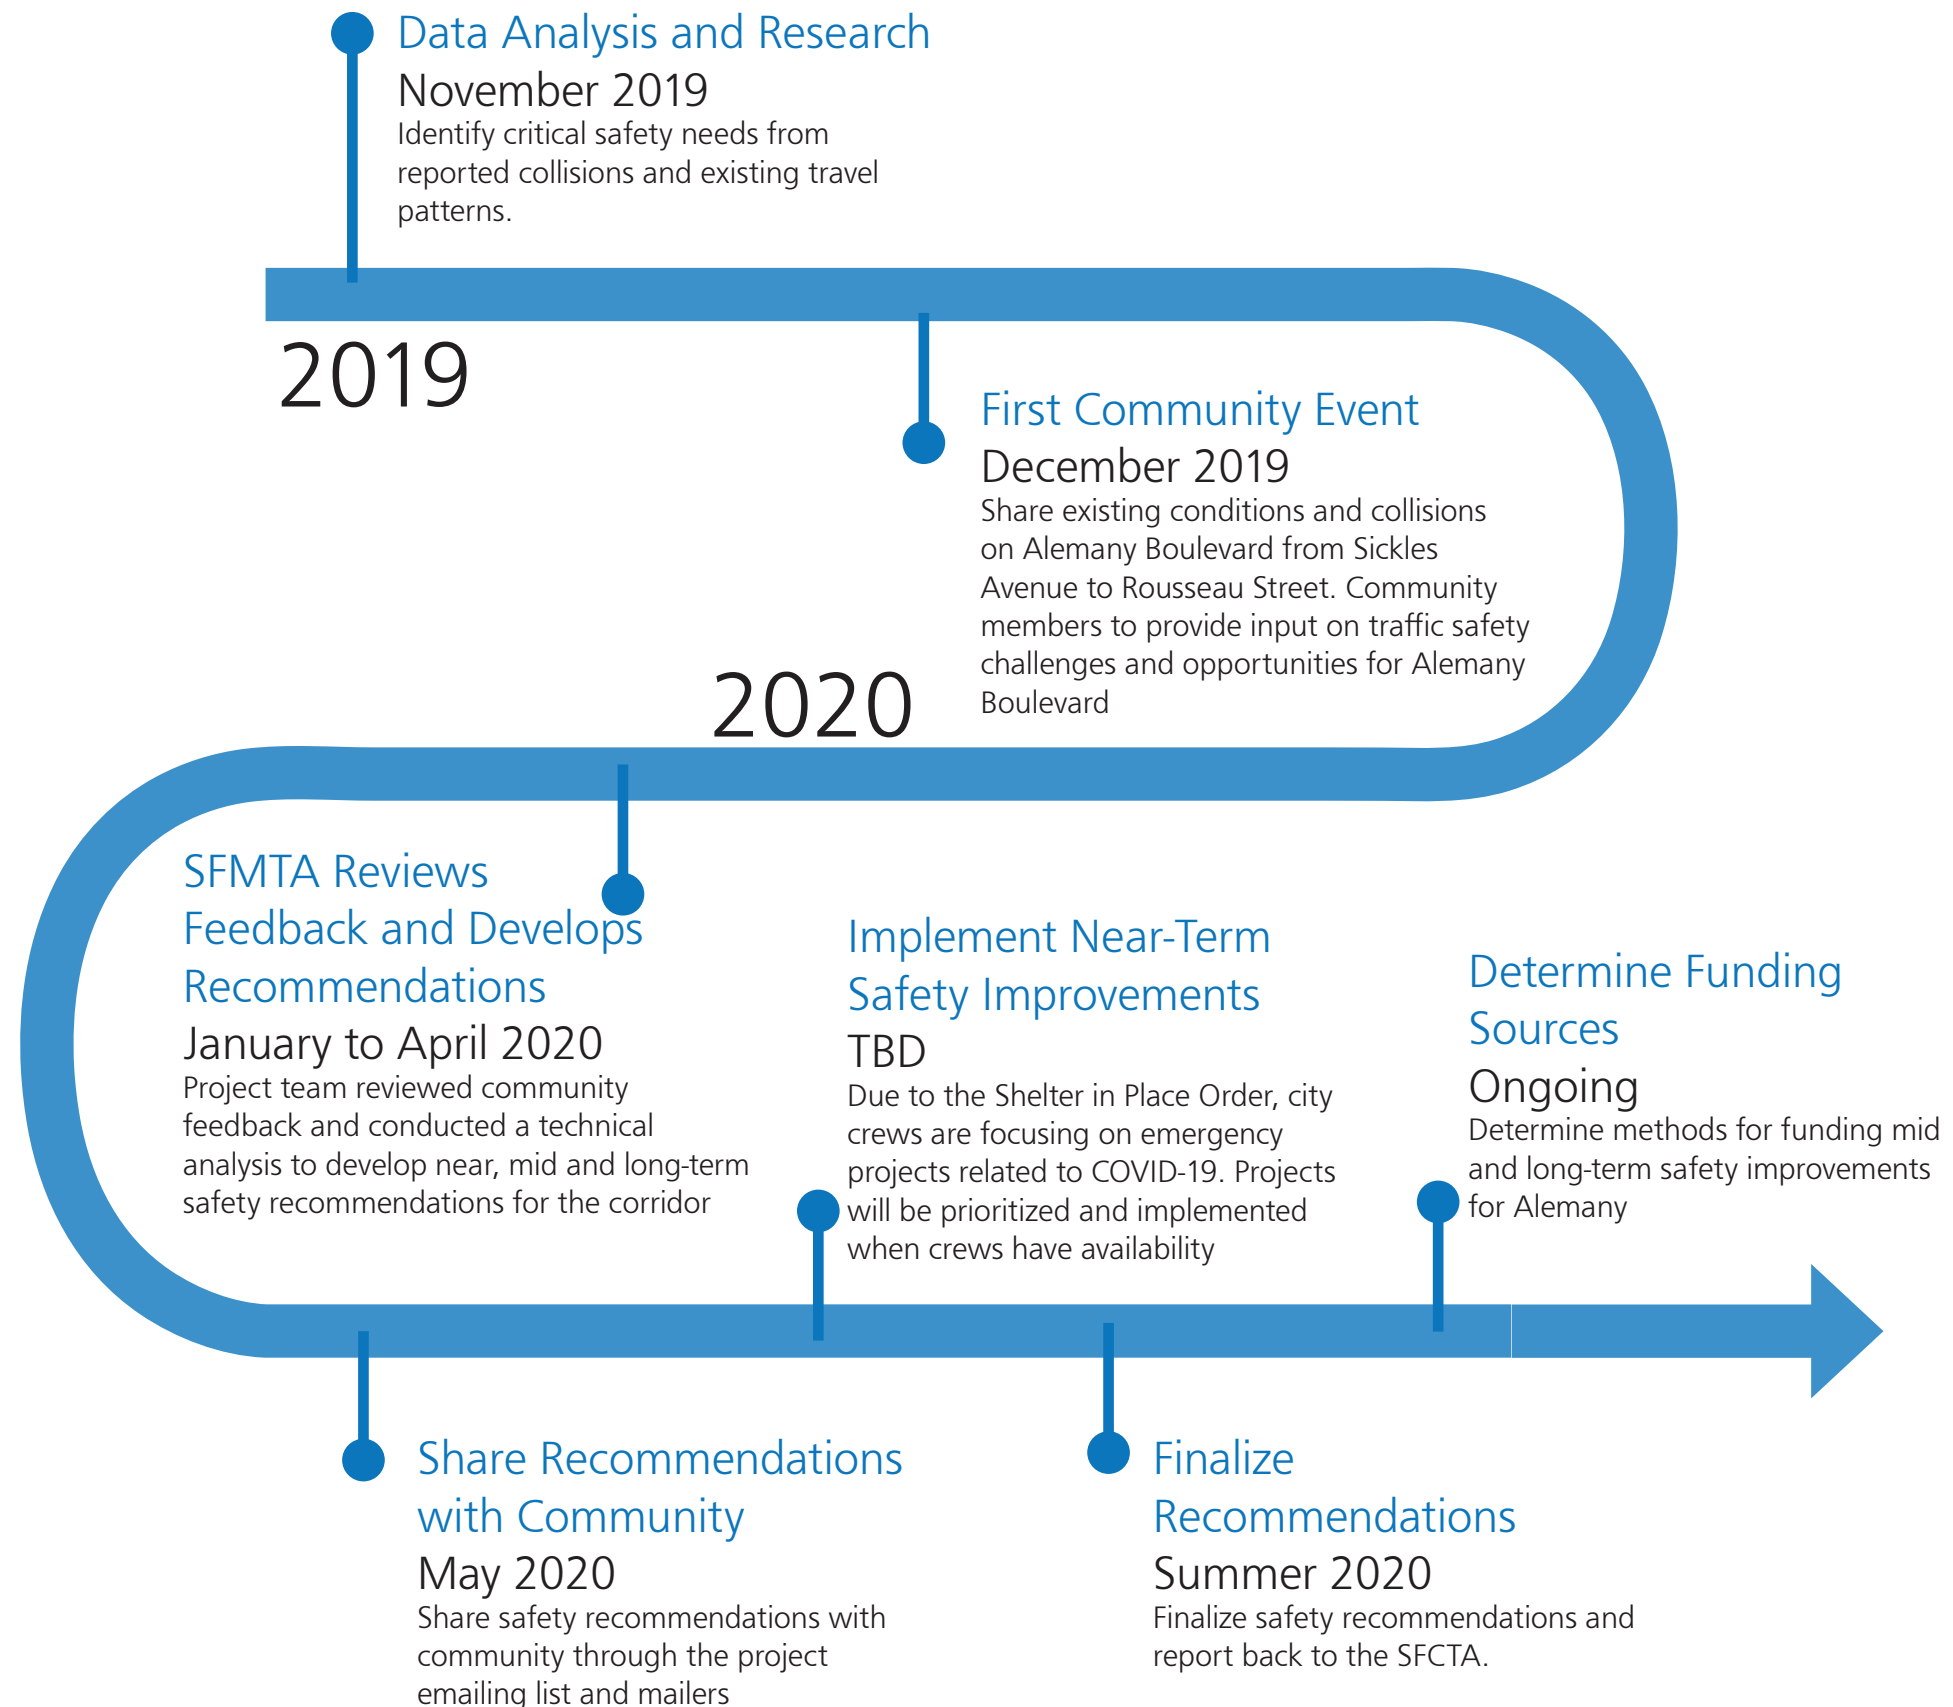 Data Analysis and Research
November 2019
Identify critical safety needs from
reported collisions and existing travel
patterns.
2019
First Community Event
December 2019
Share existing conditions and collisions
on Alemany Boulevard from Sickles
Avenue to Rousseau Street. Community
members to provide input on traffic safety
challenges and opportunities for Alemany
Boulevard
2020
SFMTA Reviews
Feedback and Develops
Recommendations
January to April 2020
Project team reviewed community
feedback and conducted a technical
analysis to develop near, mid and long-term
safety recommendations for the corridor
Share Recommendations
with Community
May 2020
Share safety recommendations with
community through the project
emailing list and mailers
Implement Near-Term
Safety Improvements
TBD
Due to the Shelter in Place Order, city
crews are focusing on emergency
projects related to COVID-19. Projects
will be prioritized and implemented
when crews have availability
Finalize
Recommendations
Summer 2020
Finalize safety recommendations and
report back to the SFCTA.
Determine Funding
Sources
Ongoing
Determine methods for funding mid
and long-term safety improvements
for Alemany